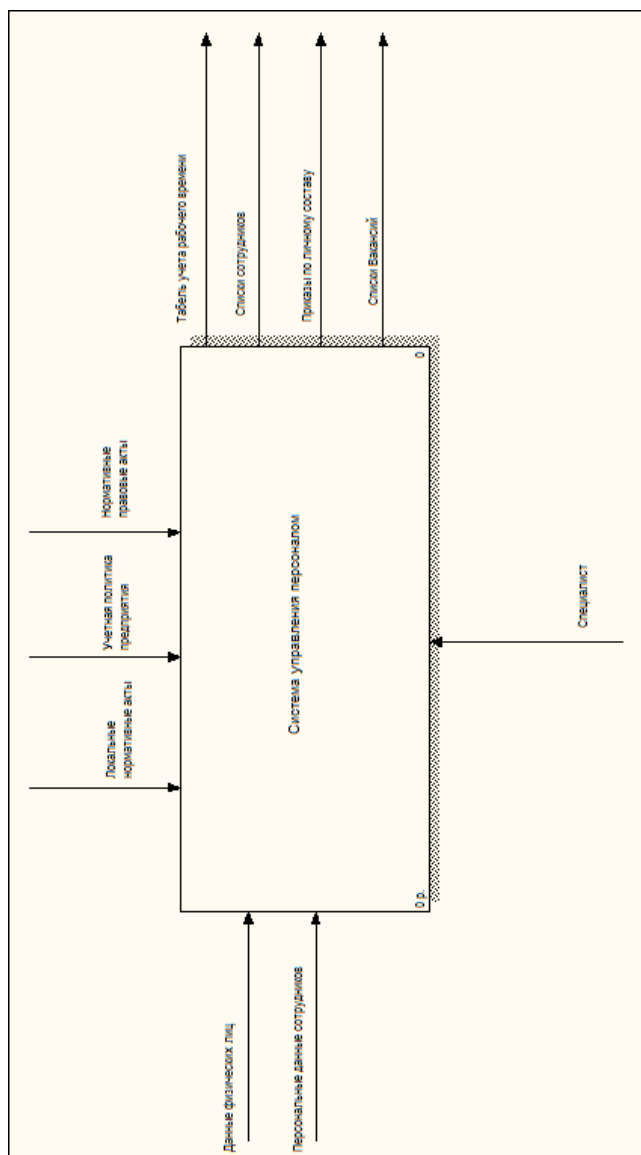 Локальные
нормативные акты
Учетная политика
предприятия
Нормативные
правовые акты
Данные физических лиц
Персональные данные сотрудников
Система управления персоналом
0 р.
0
Табель учета рабочего времени
Списки сотрудников
Приказы по личному составу
Списки Вакансий
Специалист